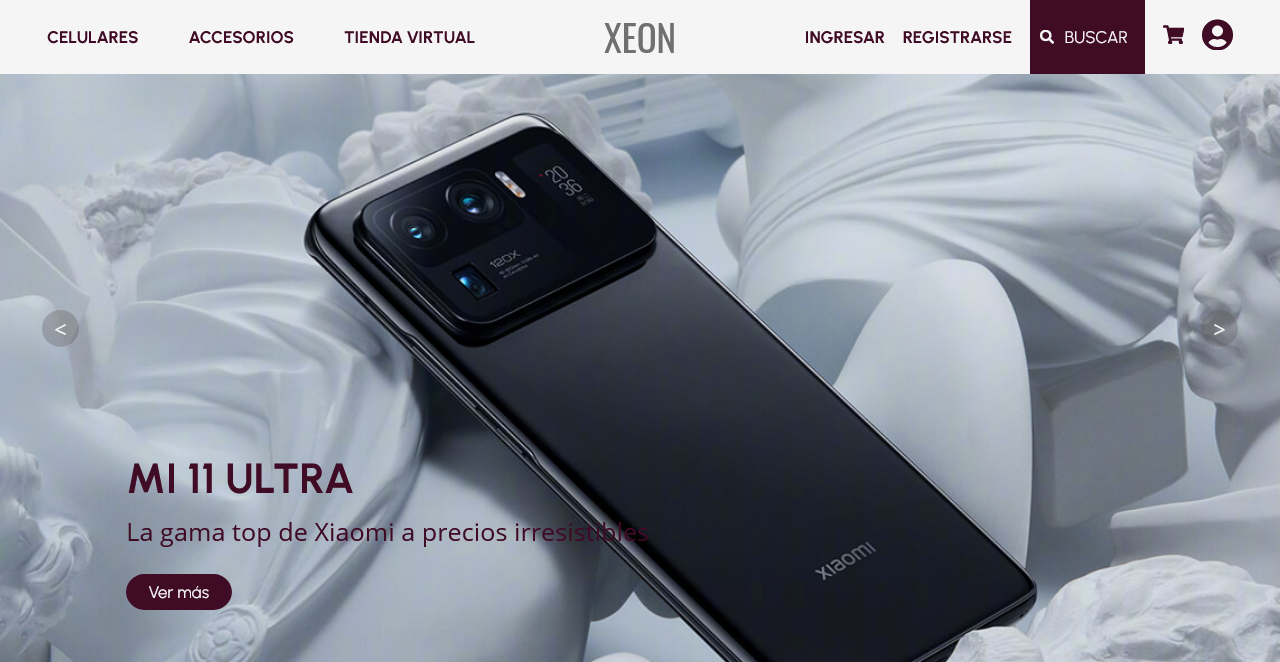 CELULARES ACCESORIOS TIENDA VIRTUAL XEON INGRESAR REGISTRARSE BUSCAR
20
36
120X
< >
MI 11 ULTRA
La gama top de Xiaomi a precios irresistibles
xiaomi
Ver más